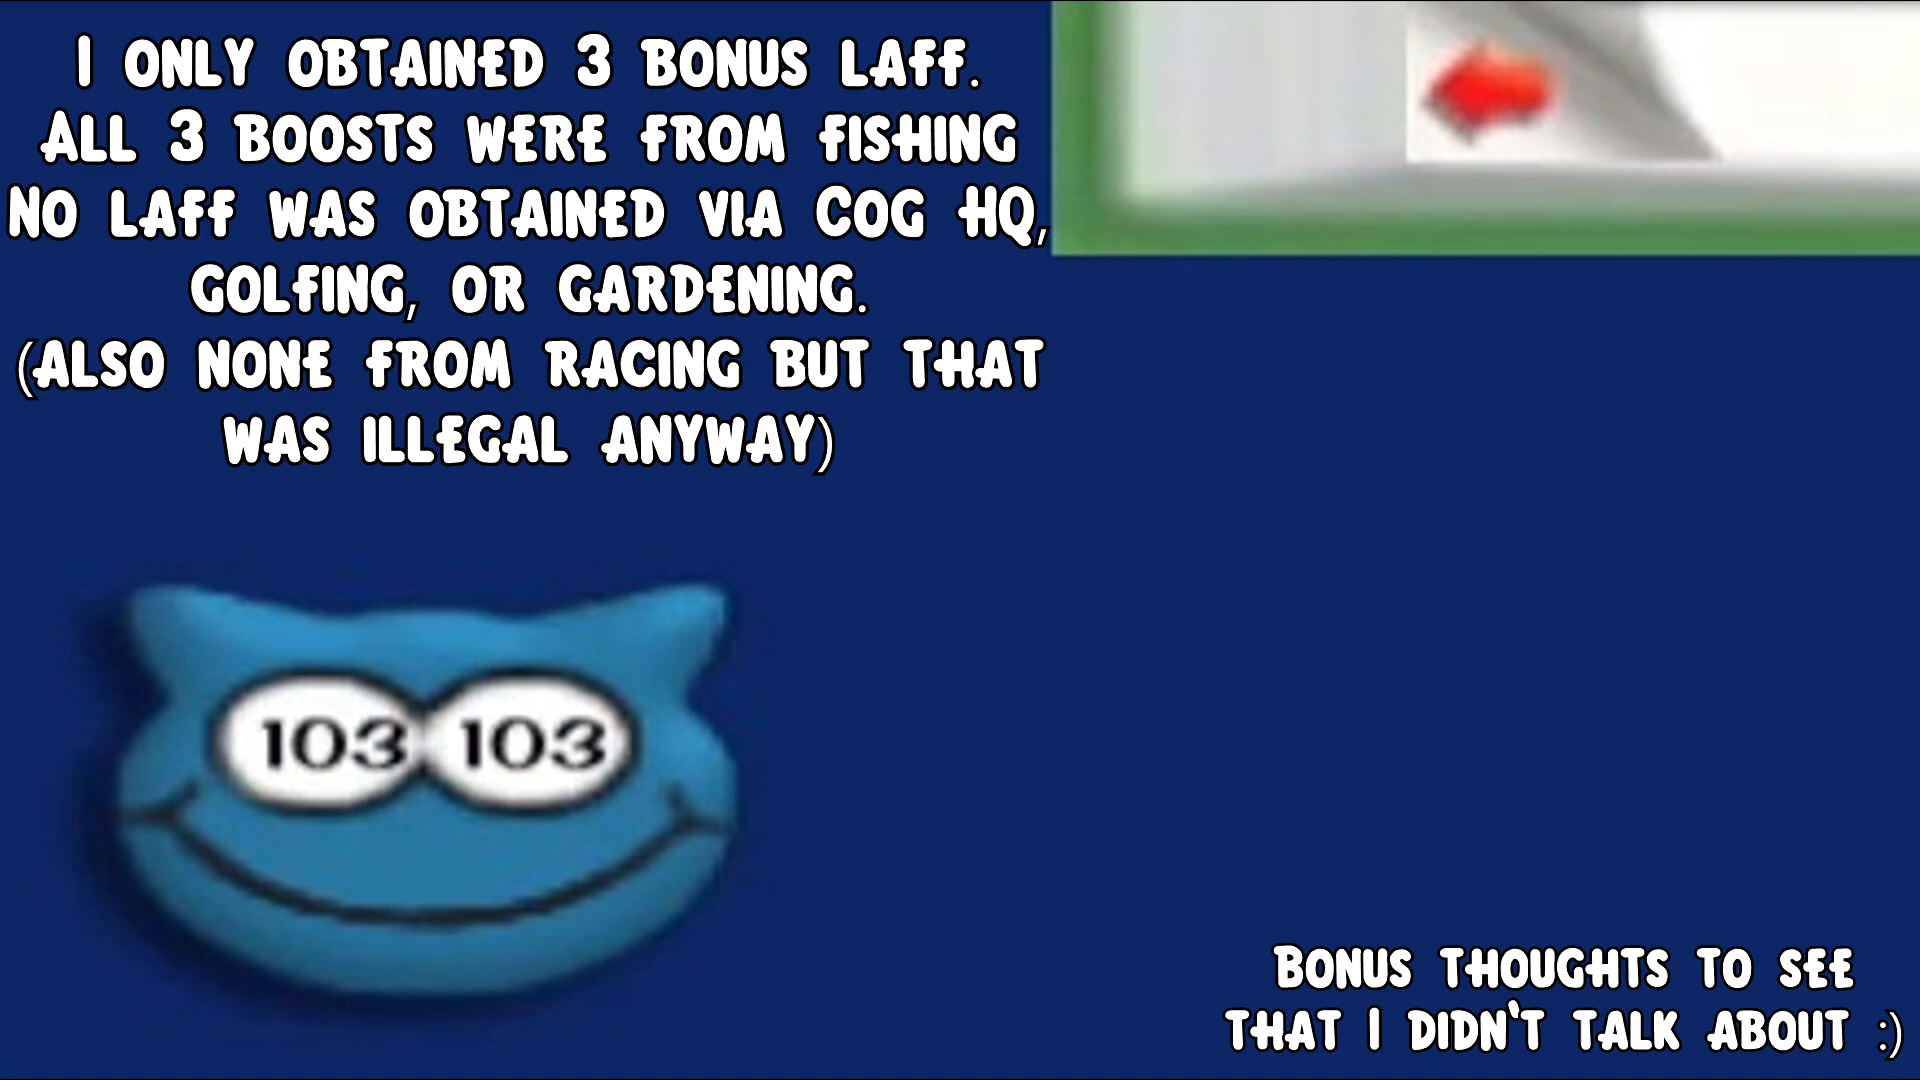 I ONLY OBTAINED 3 BONUS LAFF.
ALL 3 BOOSTS WERE FROM FISHING
NO LAFF WAS OBTAINED VIA COG HQ,
GOLFING, OR GARDENING.
(ALSO NONE FROM RACING BUT THAT
WAS ILLEGAL ANYWAY)
103 103
BONUS THOUGHTS TO SEE
THAT I DIDN'T TALK ABOUT :)